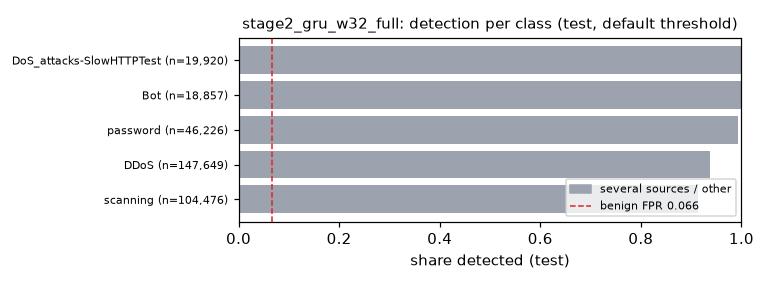 stage2_gru_w32_full: detection per class (test, default threshold)
DoS_attacks-SlowHTTPTest (n=19,920)
Bot (n=18,857)
password (n=46,226)
DDoS (n=147,649)
scanning (n=104,476)
several sources / other
benign FPR 0.066
0.0 0.2 0.4 0.6 0.8 1.0
share detected (test)